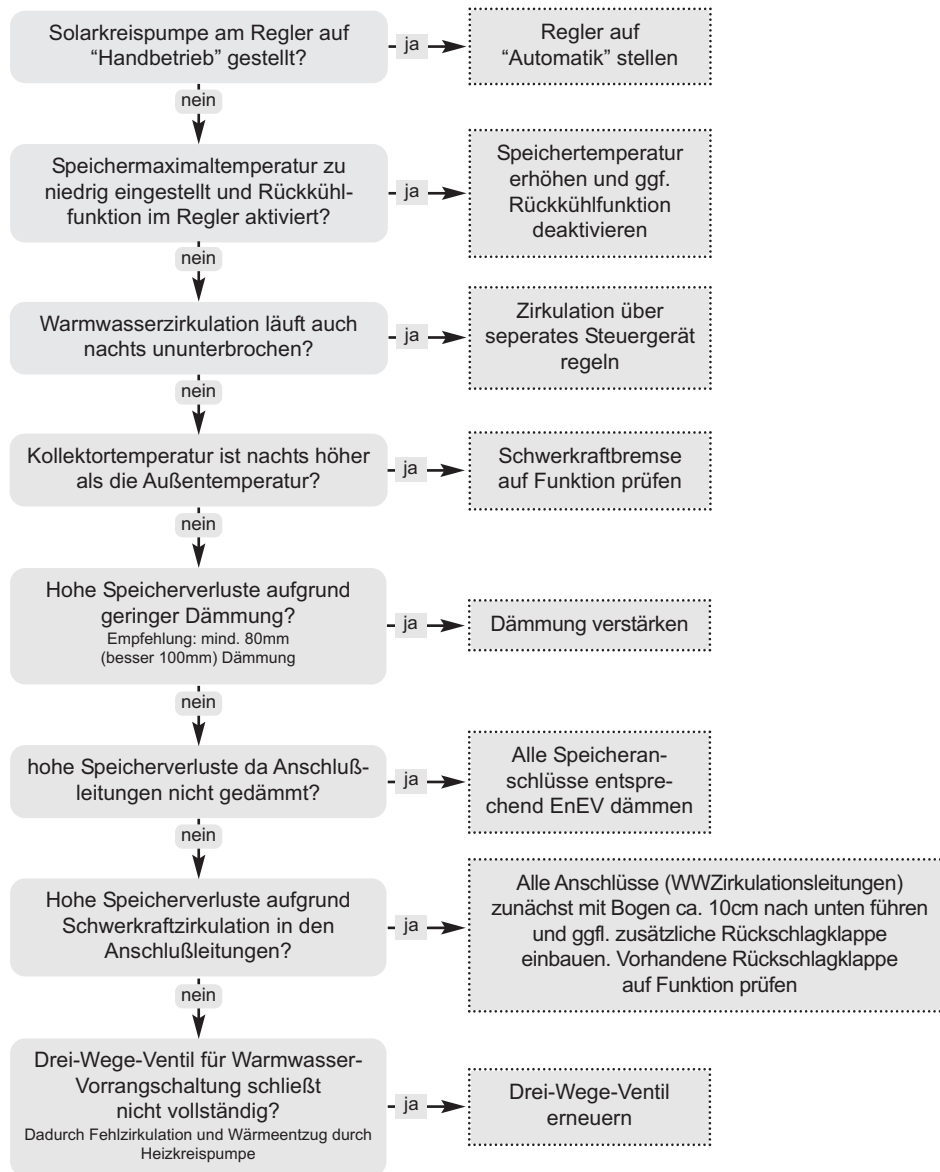 Solarkreispumpe am Regler auf
“Handbetrieb” gestellt?
ja
Regler auf
“Automatik” stellen
nein
Speichermaximaltemperatur zu
niedrig eingestellt und Rückkühl-
funktion im Regler aktiviert?
ja
Speichertemperatur
erhöhen und ggf.
Rückkühlfunktion
deaktivieren
nein
Warmwasserzirkulation läuft auch
nachts ununterbrochen?
ja
Zirkulation über
seperates Steuergerät
regeln
nein
Kollektortemperatur ist nachts höher
als die Außentemperatur?
ja
Schwerkraftbremse
auf Funktion prüfen
nein
Hohe Speicherverluste aufgrund
geringer Dämmung?
Empfehlung: mind. 80mm
(besser 100mm) Dämmung
ja
Dämmung verstärken
nein
hohe Speicherverluste da Anschluß-
leitungen nicht gedämmt?
ja
Alle Speicheran-
schlüsse entspre-
chend EnEV dämmen
nein
Hohe Speicherverluste aufgrund
Schwerkraftzirkulation in den
Anschlußleitungen?
ja
Alle Anschlüsse (WWZirkulationsleitungen)
zunächst mit Bogen ca. 10cm nach unten führen
und ggfl. zusätzliche Rückschlagklappe
einbauen. Vorhandene Rückschlagklappe
auf Funktion prüfen
nein
Drei-Wege-Ventil für Warmwasser-
Vorrangschaltung schließt
nicht vollständig?
Dadurch Fehlzirkulation und Wärmeentzug durch
Heizkreispumpe
ja
Drei-Wege-Ventil
erneuern